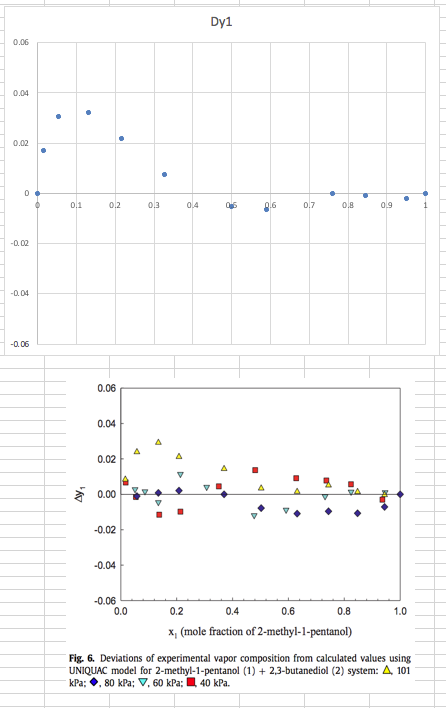 Dy1
0.06
0.04
0.02
0
0 0.1 0.2 0.3 0.4 0.5 0.6 0.7 0.8 0.9 1
-0.02
-0.04
-0.06
0.06
0.04
0.02
0.00
-0.02
-0.04
-0.06
Δy₁
0.0 0.2 0.4 0.6 0.8 1.0
x₁ (mole fraction of 2-methyl-1-pentanol)
Fig. 6. Deviations of experimental vapor composition from calculated values using
UNIQUAC model for 2-methyl-1-pentanol (1) + 2,3-butanediol (2) system: △, 101
kPa; ◆, 80 kPa; ▽, 60 kPa; ■, 40 kPa.